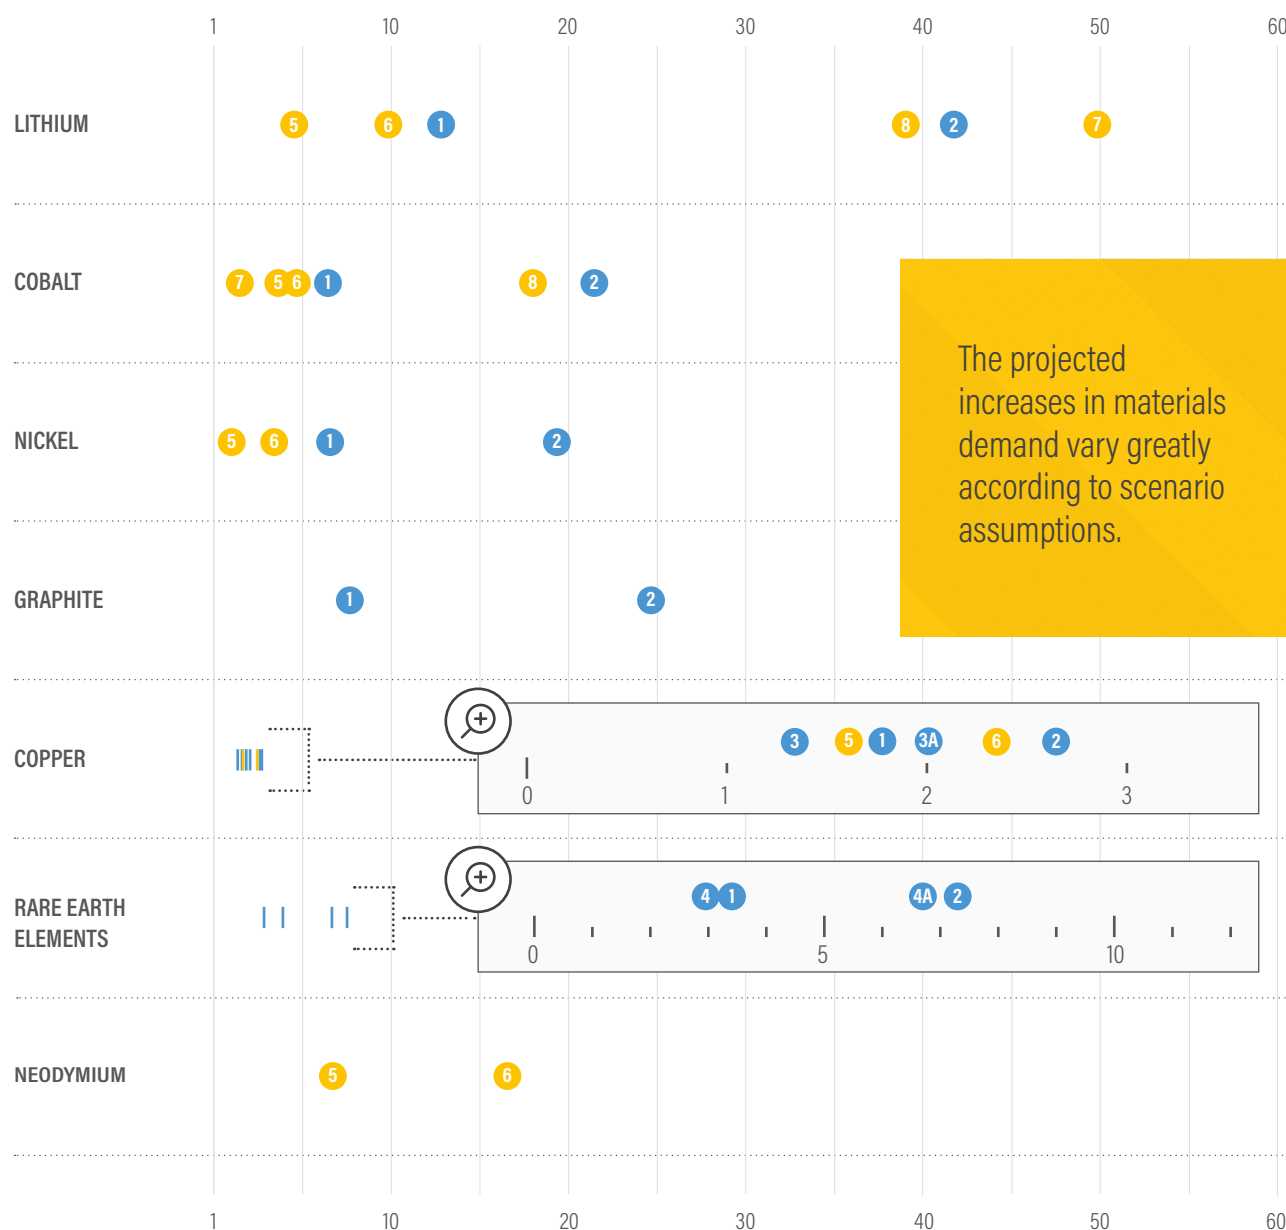 1 10 20 30 40 50 60
LITHIUM
5 6 1 8 2 7
COBALT
7 5 6 1 8 2
The projected
increases in materials
demand vary greatly
according to scenario
assumptions.
NICKEL
5 6 1 2
GRAPHITE
1 2
COPPER
3 5 1 3A 6 2
0 1 2 3
RARE EARTH
ELEMENTS
4 1 4A 2
0 5 10
NEODYMIUM
5 6
1 10 20 30 40 50 60